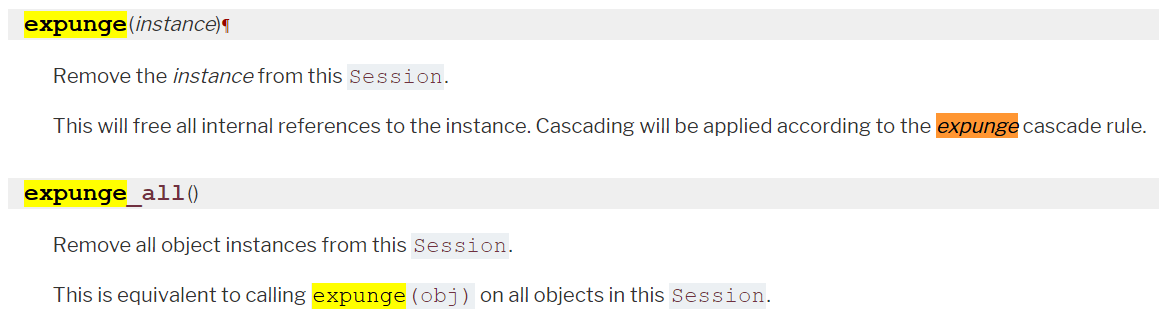 expunge(instance)¶
Remove the instance from this Session.
This will free all internal references to the instance. Cascading will be applied according to the expunge cascade rule.
expunge_all()
Remove all object instances from this Session.
This is equivalent to calling expunge(obj) on all objects in this Session.